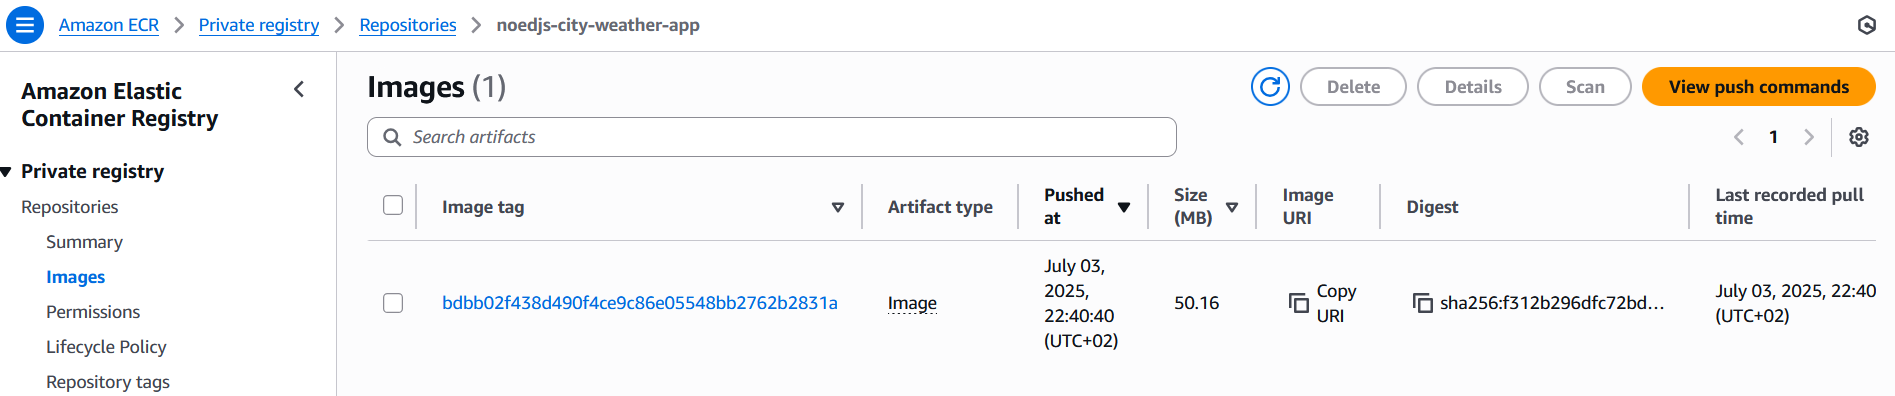 Amazon ECR > Private registry > Repositories > noedjs-city-weather-app
Amazon Elastic
Container Registry
Private registry
Repositories
Summary
Images
Permissions
Lifecycle Policy
Repository tags
Images (1)
Delete
Details
Scan
View push commands
Search artifacts
1
Image tag
Artifact type
Pushed
at
Size
(MB)
Image
URI
Digest
Last recorded pull
time
bdbb02f438d490f4ce9c86e05548bb2762b2831a
Image
July 03,
2025,
22:40:40
(UTC+02)
50.16
Copy
URI
sha256:f312b296dfc72bd...
July 03, 2025, 22:40
(UTC+02)